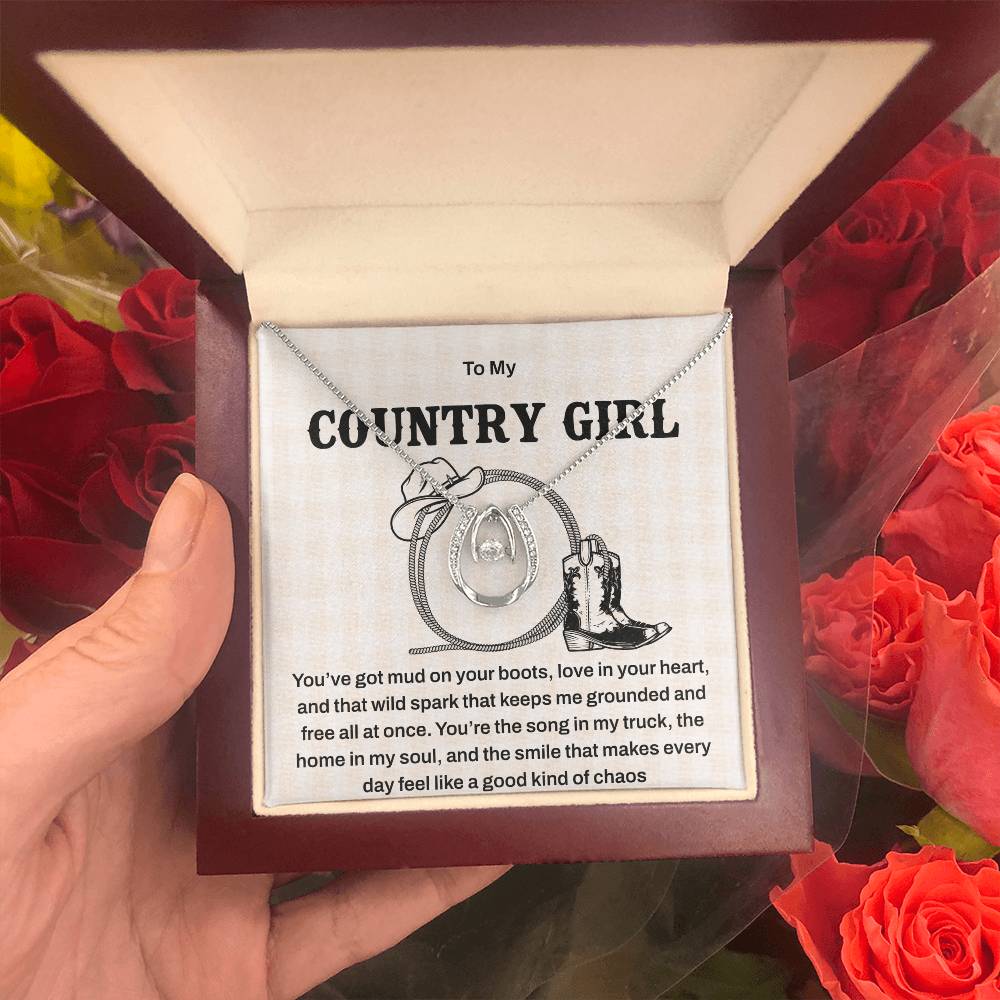 To My
COUNTRY GIRL
You’ve got mud on your boots, love in your heart,
and that wild spark that keeps me grounded and
free all at once. You’re the song in my truck, the
home in my soul, and the smile that makes every
day feel like a good kind of chaos